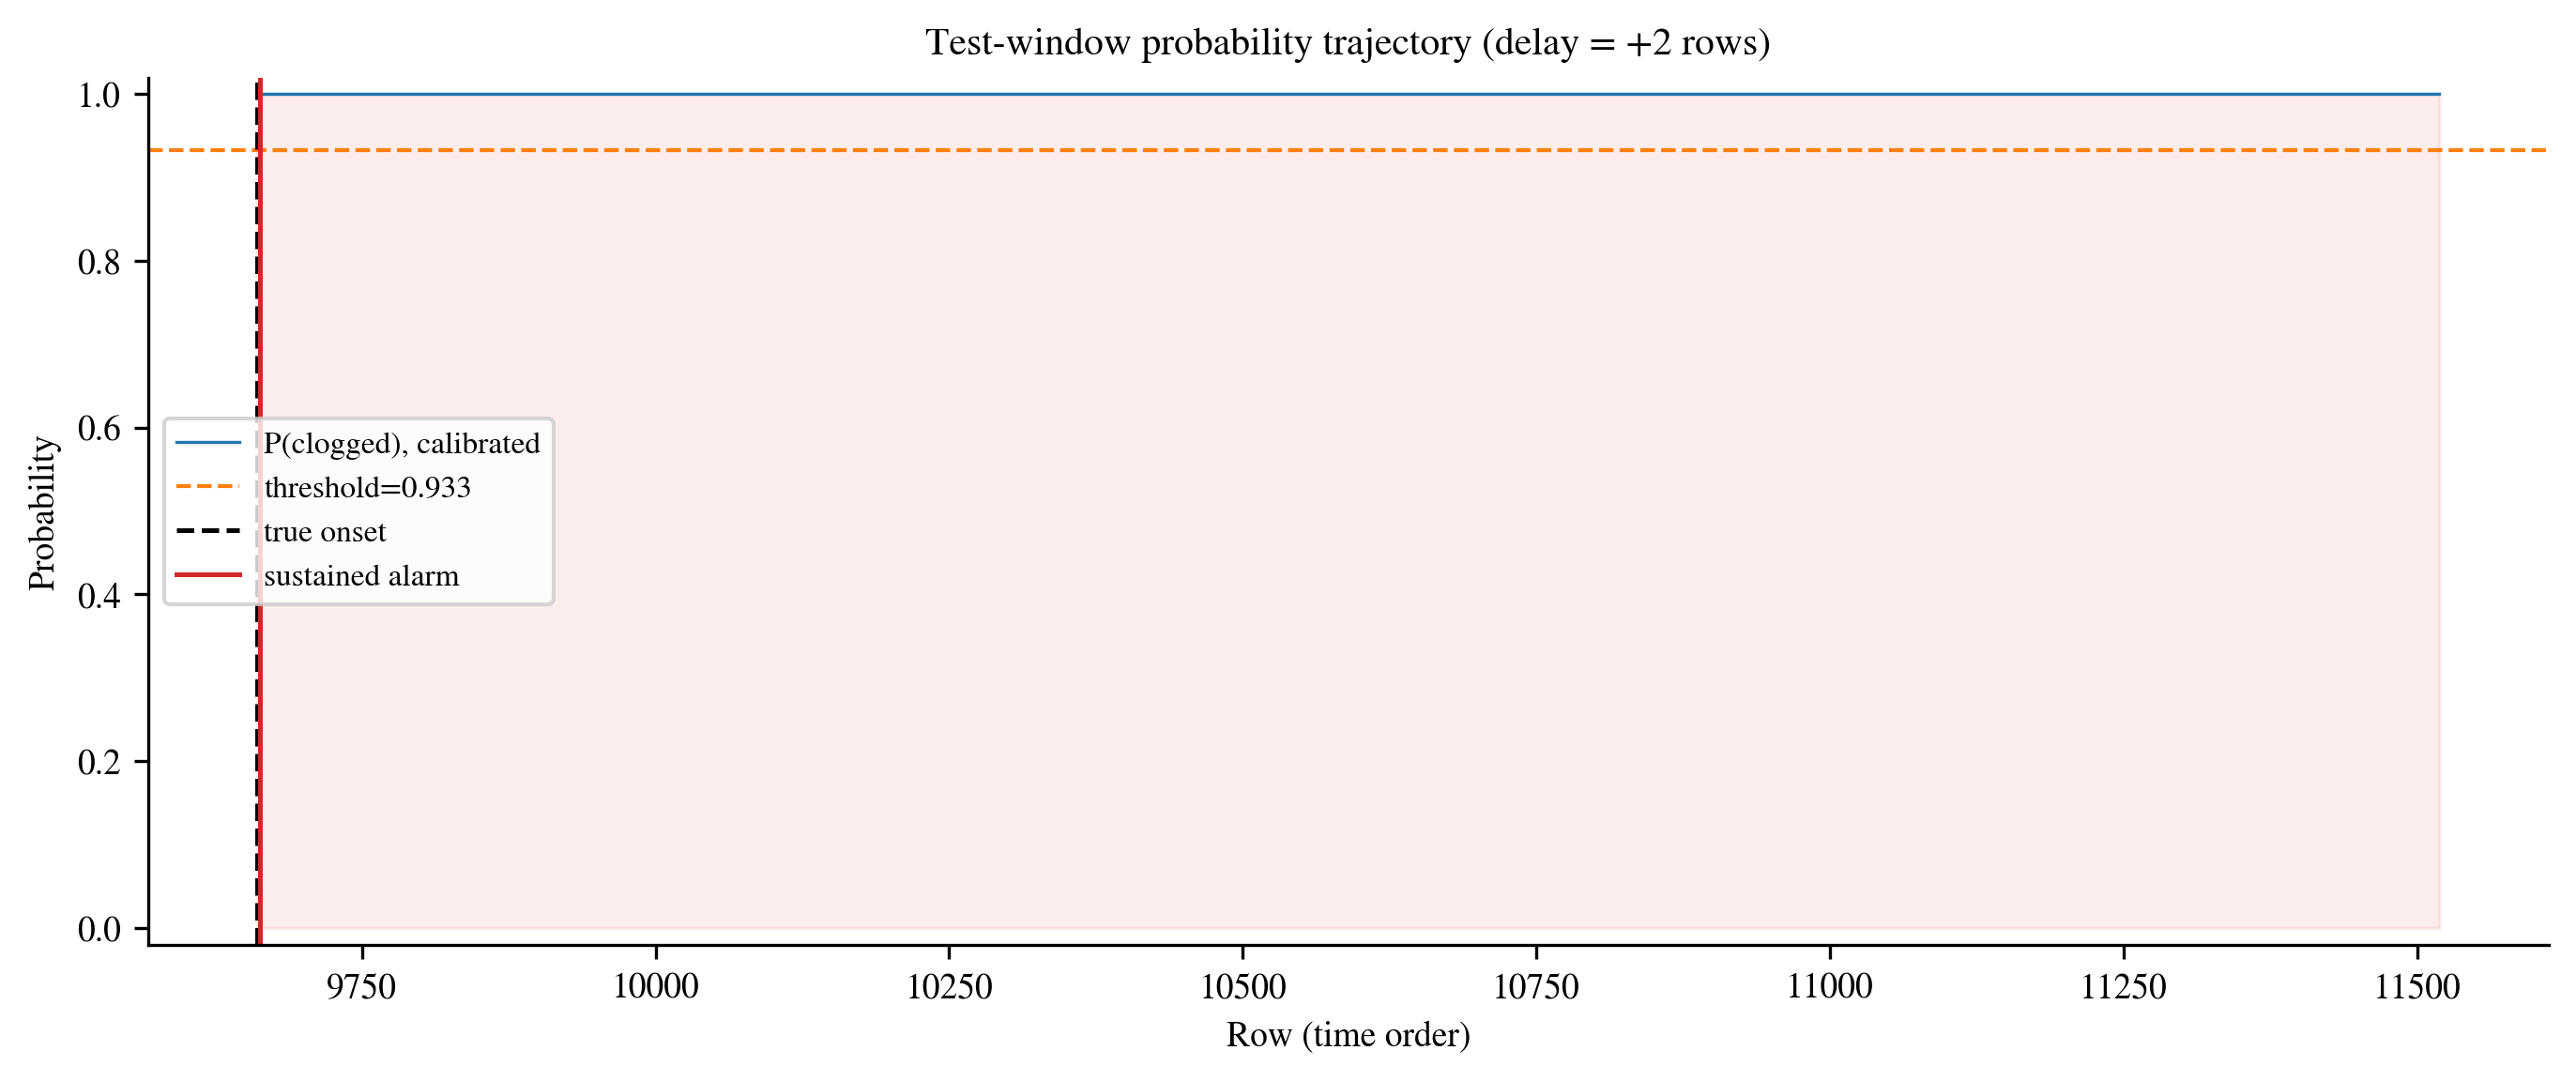 Test-window probability trajectory (delay = +2 rows)
1.0
0.8
0.6
0.4
0.2
0.0
Probability
P(clogged), calibrated
threshold=0.933
true onset
sustained alarm
9750 10000 10250 10500 10750 11000 11250 11500
Row (time order)